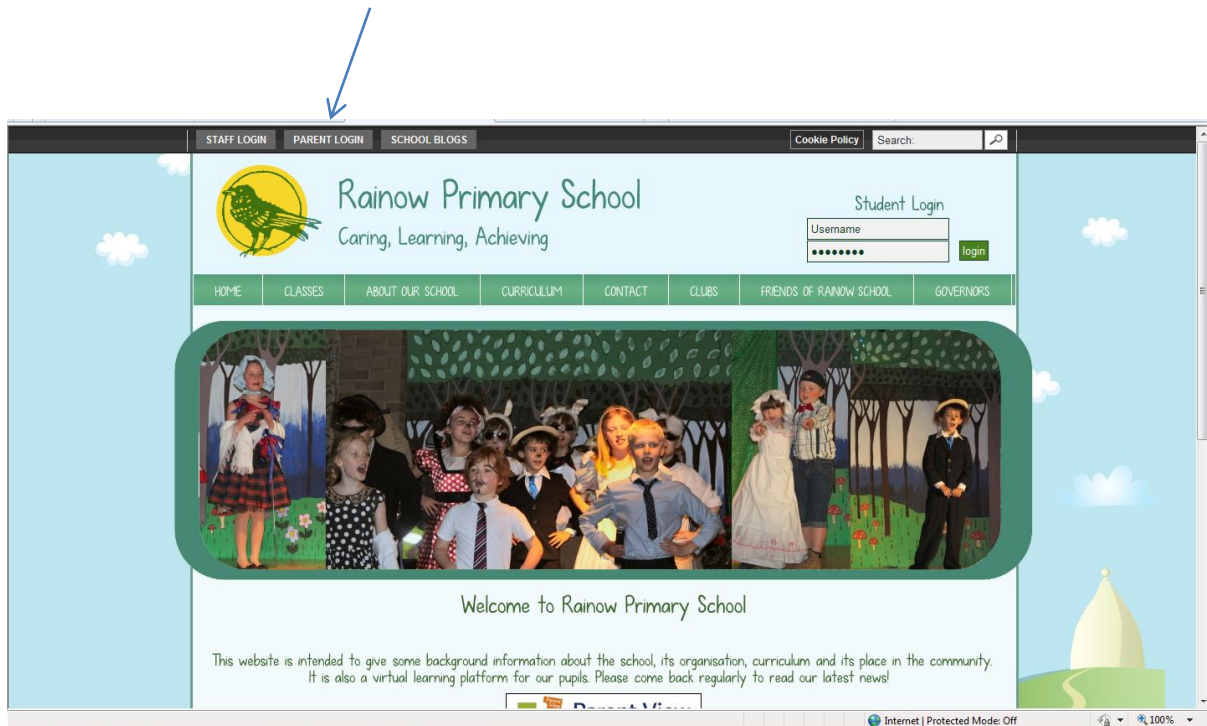 STAFF LOGIN PARENT LOGIN SCHOOL BLOGS Cookie Policy Search:
Rainow Primary School
Caring, Learning, Achieving
Student Login
Username
login
HOME CLASSES ABOUT OUR SCHOOL CURRICULUM CONTACT CLUBS FRIENDS OF RAINOW SCHOOL GOVERNORS
Welcome to Rainow Primary School
This website is intended to give some background information about the school, its organisation, curriculum and its place in the community.
It is also a virtual learning platform for our pupils. Please come back regularly to read our latest news!
Parent View
Internet | Protected Mode: Off 100%